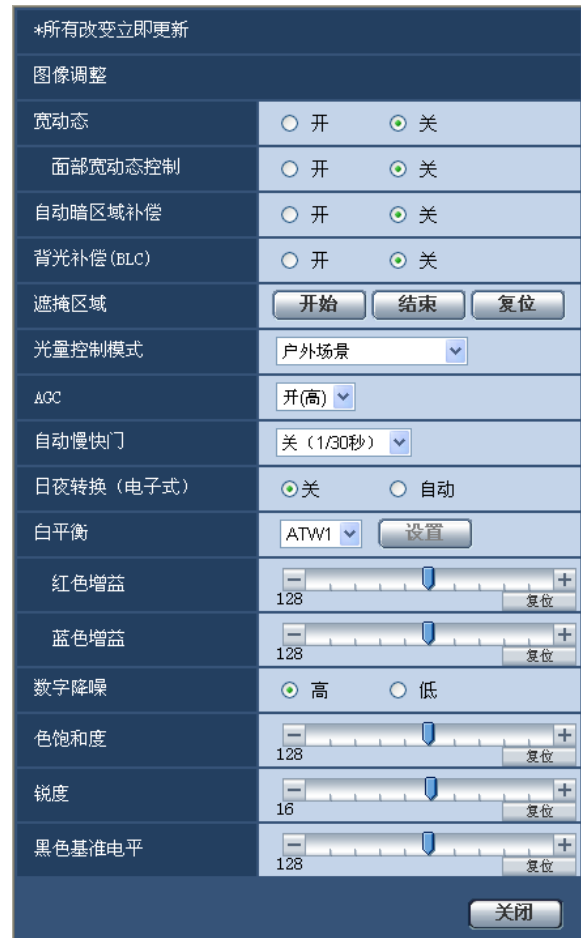 *所有改变立即更新
图像调整
宽动态 开 关
面部宽动态控制 开 关
自动暗区域补偿 开 关
背光补偿(BLC) 开 关
遮掩区域 开始 结束 复位
光量控制模式 户外场景
AGC 开(高)
自动慢快门 关（1/30秒）
日夜转换（电子式） 关 自动
白平衡 ATW1 设置
红色增益 128 复位
蓝色增益 128 复位
数字降噪 高 低
色饱和度 128 复位
锐度 16 复位
黑色基准电平 128 复位
关闭